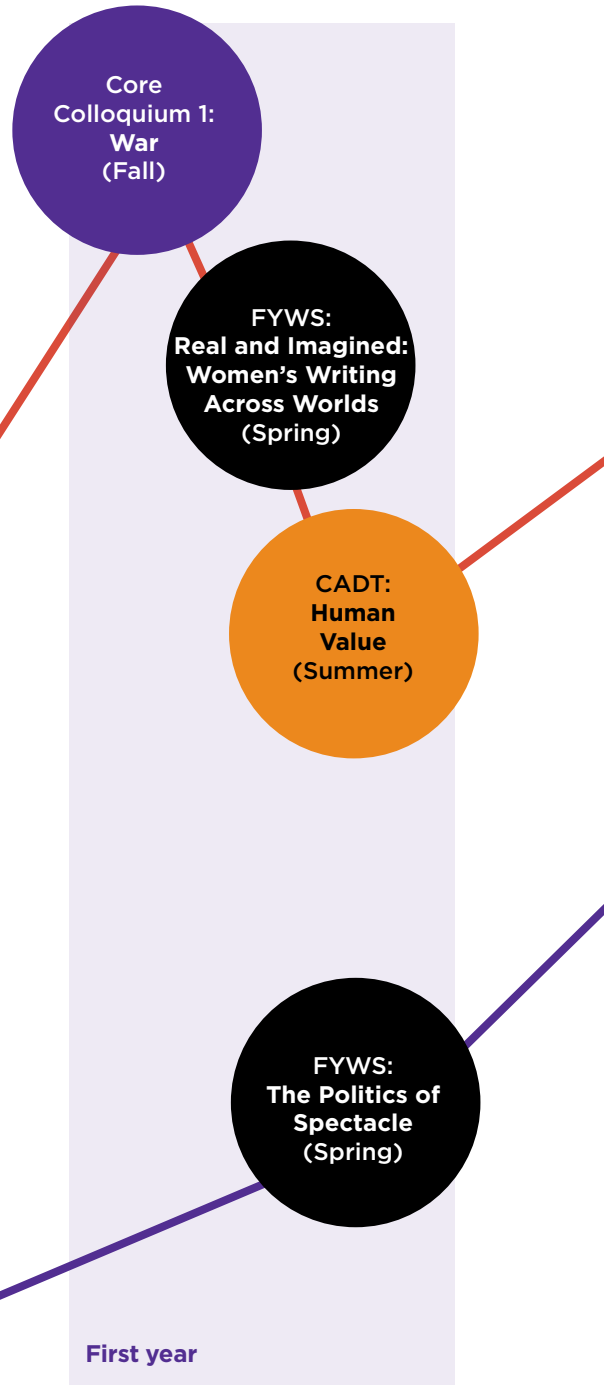 Core
Colloquium 1:
War
(Fall)
FYWS:
Real and Imagined:
Women’s Writing
Across Worlds
(Spring)
CADT:
Human
Value
(Summer)
FYWS:
The Politics of
Spectacle
(Spring)
First year